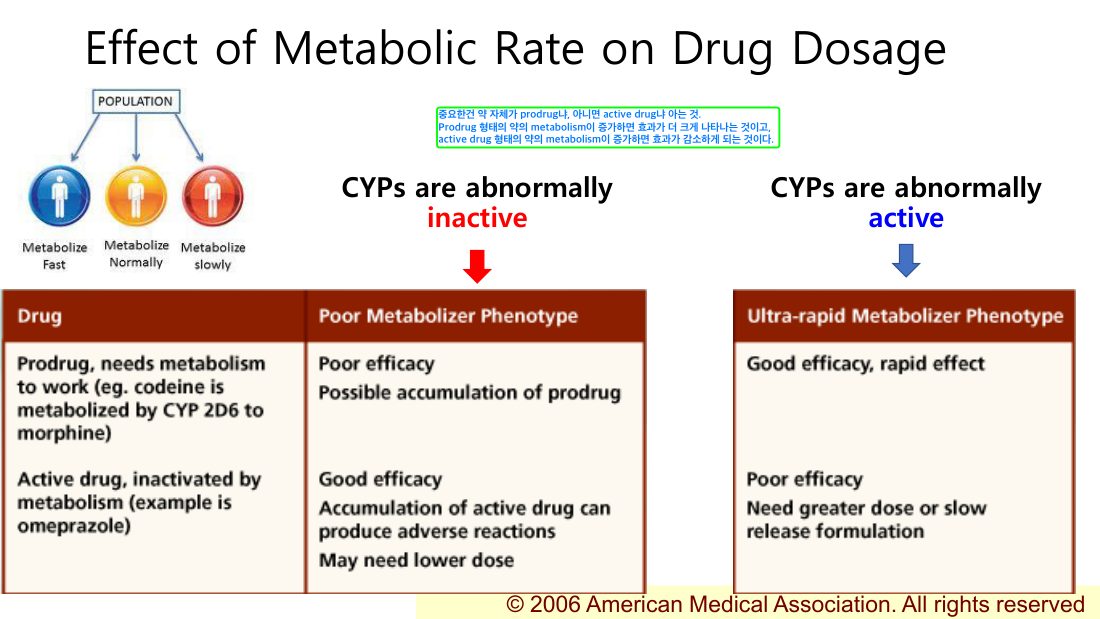 Effect of Metabolic Rate on Drug Dosage
POPULATION
Metabolize
Fast
Metabolize
Normally
Metabolize
slowly
중요한건 약 자체가 prodrug냐, 아니면 active drug냐 아는 것.
Prodrug 형태의 약의 metabolism이 증가하면 효과가 더 크게 나타나는 것이고,
active drug 형태의 약의 metabolism이 증가하면 효과가 감소하게 되는 것이다.
CYPs are abnormally
inactive
CYPs are abnormally
active
Drug
Poor Metabolizer Phenotype
Ultra-rapid Metabolizer Phenotype
Prodrug, needs metabolism
to work (eg. codeine is
metabolized by CYP 2D6 to
morphine)
Poor efficacy
Possible accumulation of prodrug
Good efficacy, rapid effect
Active drug, inactivated by
metabolism (example is
omeprazole)
Good efficacy
Accumulation of active drug can
produce adverse reactions
May need lower dose
Poor efficacy
Need greater dose or slow
release formulation
© 2006 American Medical Association. All rights reserved